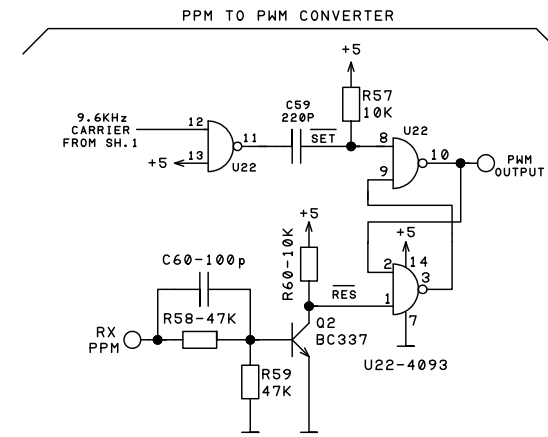 PPM TO PWM CONVERTER
+5
R57
10K
C59
220P
9.6KHz
CARRIER
FROM SH.1
12
11
SET
8
U22
+5
13
U22
9
10
PWM
OUTPUT
+5
+5
R60-10K
2
14
3
C60-100p
RES
1
R58-47K
Q2
BC337
7
RX
PPM
U22-4093
R59
47K